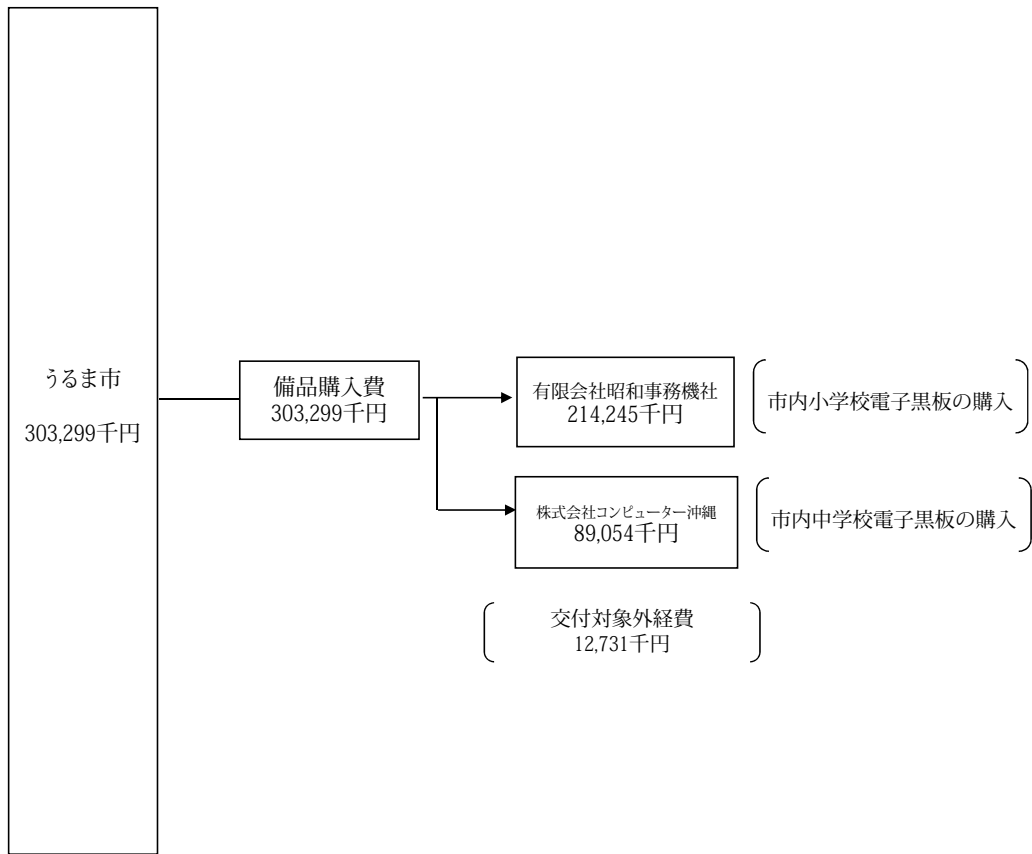 うるま市
303,299千円
備品購入費
303,299千円
有限会社昭和事務機社
214,245千円
市内小学校電子黒板の購入
株式会社コンピューター沖縄
89,054千円
市内中学校電子黒板の購入
交付対象外経費
12,731千円